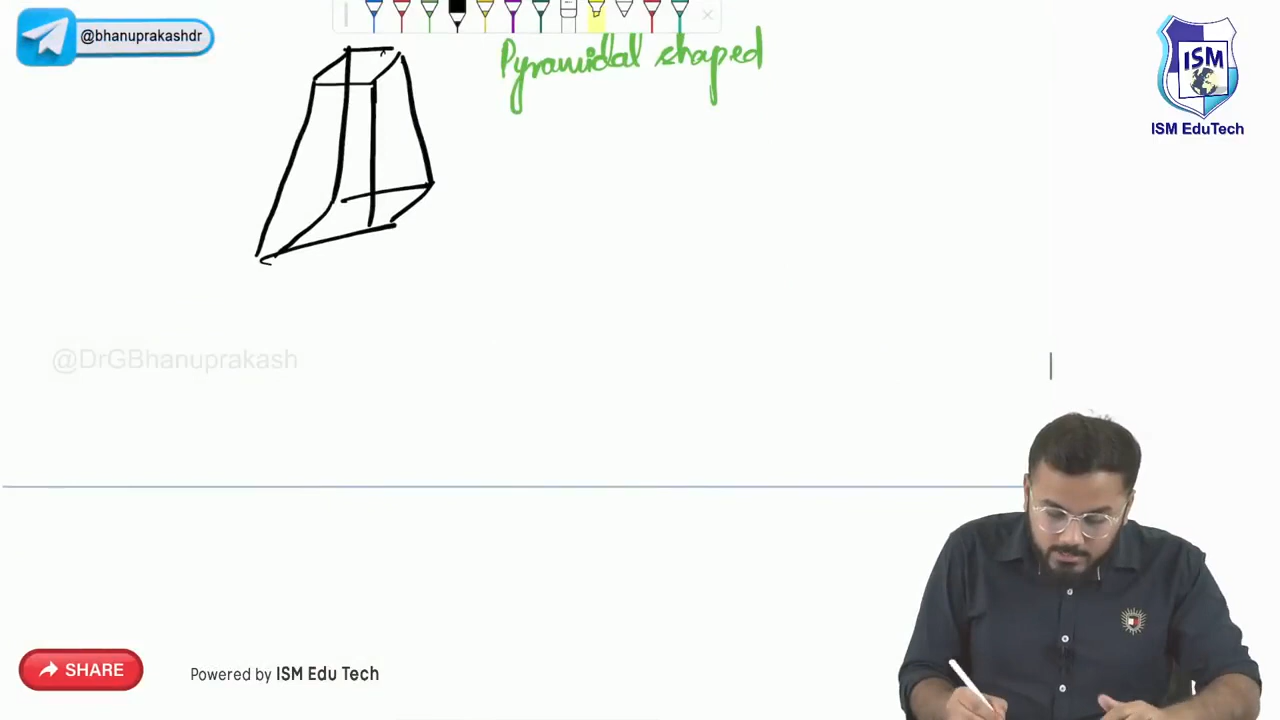 @bhanuprakashdr
Pyramidal shaped
ISM
ISM EduTech
@DrGBhanuprakash
SHARE
Powered by ISM Edu Tech